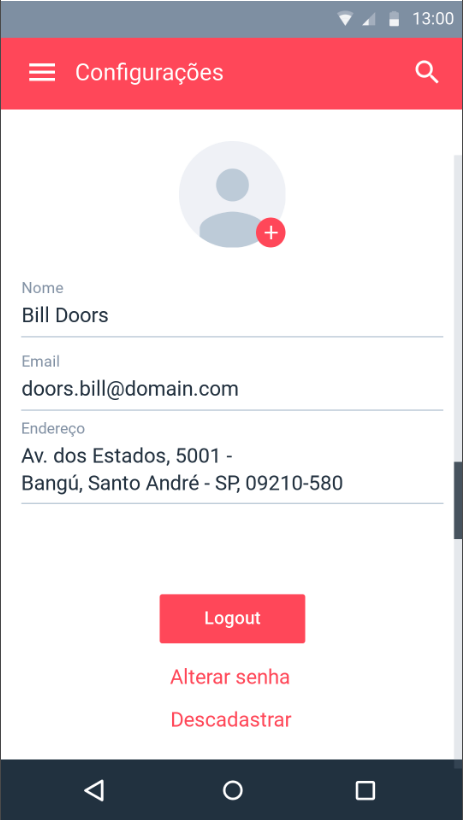 13:00
Configurações
Nome
Bill Doors
Email
doors.bill@domain.com
Endereço
Av. dos Estados, 5001 -
Bangú, Santo André - SP, 09210-580
Logout
Alterar senha
Descadastrar